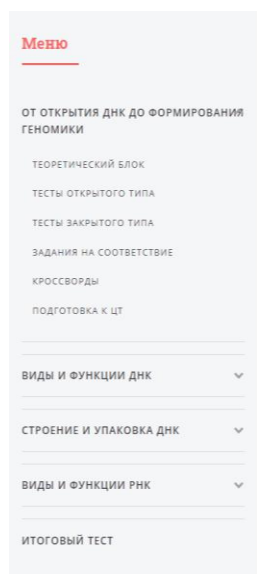 Меню
ОТ ОТКРЫТИЯ ДНК ДО ФОРМИРОВАНИЯ
ГЕНОМИКИ
ТЕОРЕТИЧЕСКИЙ БЛОК
ТЕСТЫ ОТКРЫТОГО ТИПА
ТЕСТЫ ЗАКРЫТОГО ТИПА
ЗАДАНИЯ НА СООТВЕТСТВИЕ
КРОССВОРДЫ
ПОДГОТОВКА К ЦТ
ВИДЫ И ФУНКЦИИ ДНК
СТРОЕНИЕ И УПАКОВКА ДНК
ВИДЫ И ФУНКЦИИ РНК
ИТОГОВЫЙ ТЕСТ